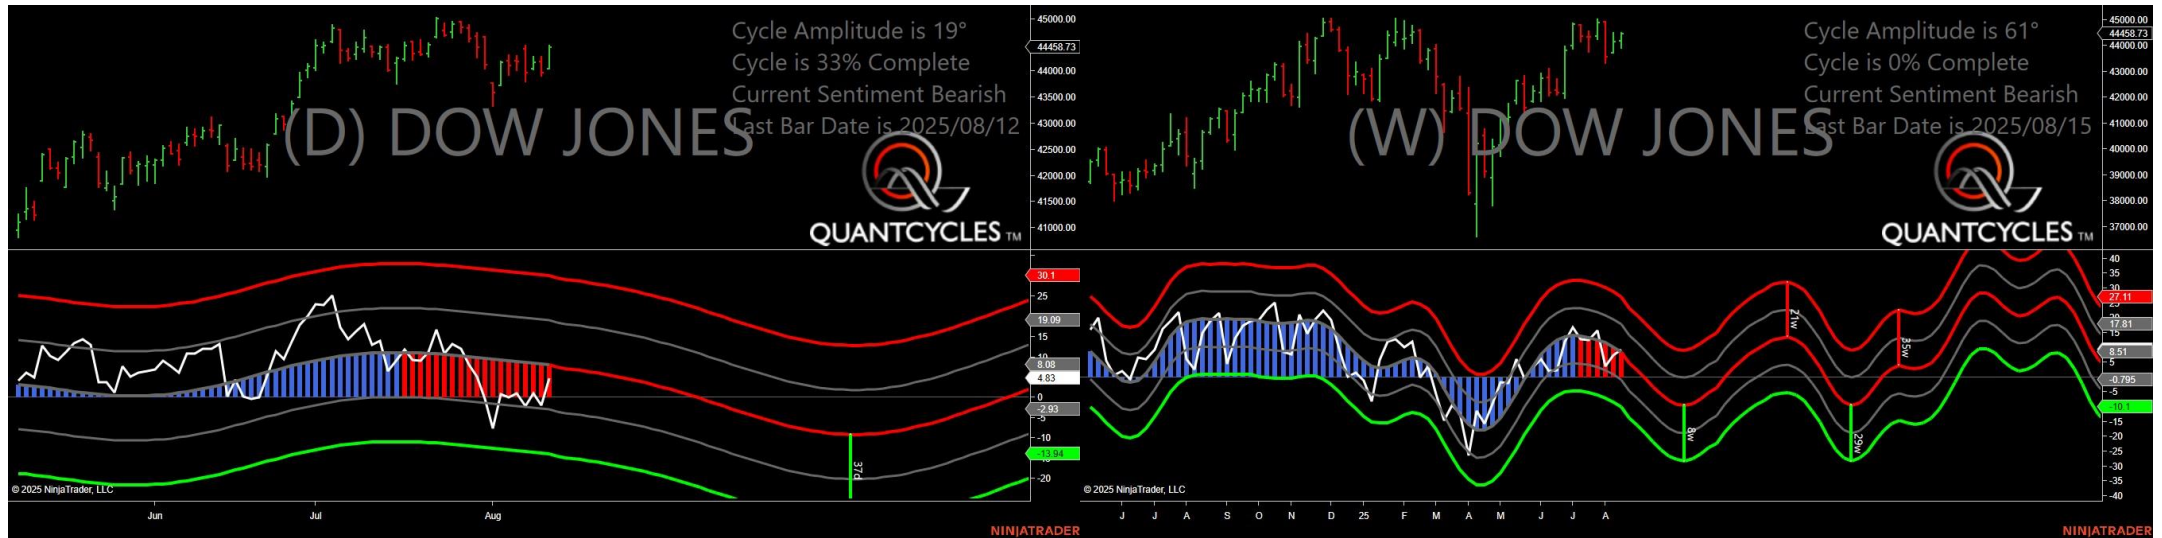 Cycle Amplitude is 19°
Cycle is 33% Complete
Current Sentiment Bearish
Last Bar Date is 2025/08/12
(D) DOW JONES
QUANTCYCLES TM
45000.00
44458.73
44000.00
43500.00
43000.00
42500.00
42000.00
41500.00
41000.00
30.1
25
19.09
15
10
8.08
4.83
0
-2.93
-5
-10
-13.94
-20
37d
© 2025 NinjaTrader, LLC
Jun Jul Aug
NINJATRADER
Cycle Amplitude is 61°
Cycle is 0% Complete
Current Sentiment Bearish
Last Bar Date is 2025/08/15
(W) DOW JONES
QUANTCYCLES TM
45000.00
44458.73
44000.00
43000.00
42000.00
41000.00
40000.00
39000.00
38000.00
37000.00
40
35
30
27.11
20
17.81
15
8.51
5
-0.795
-5
-10.1
-15
-20
-25
-30
-35
-40
8w
21w
29w
35w
© 2025 NinjaTrader, LLC
J J A S O N D 25 F M A M J J A
NINJATRADER